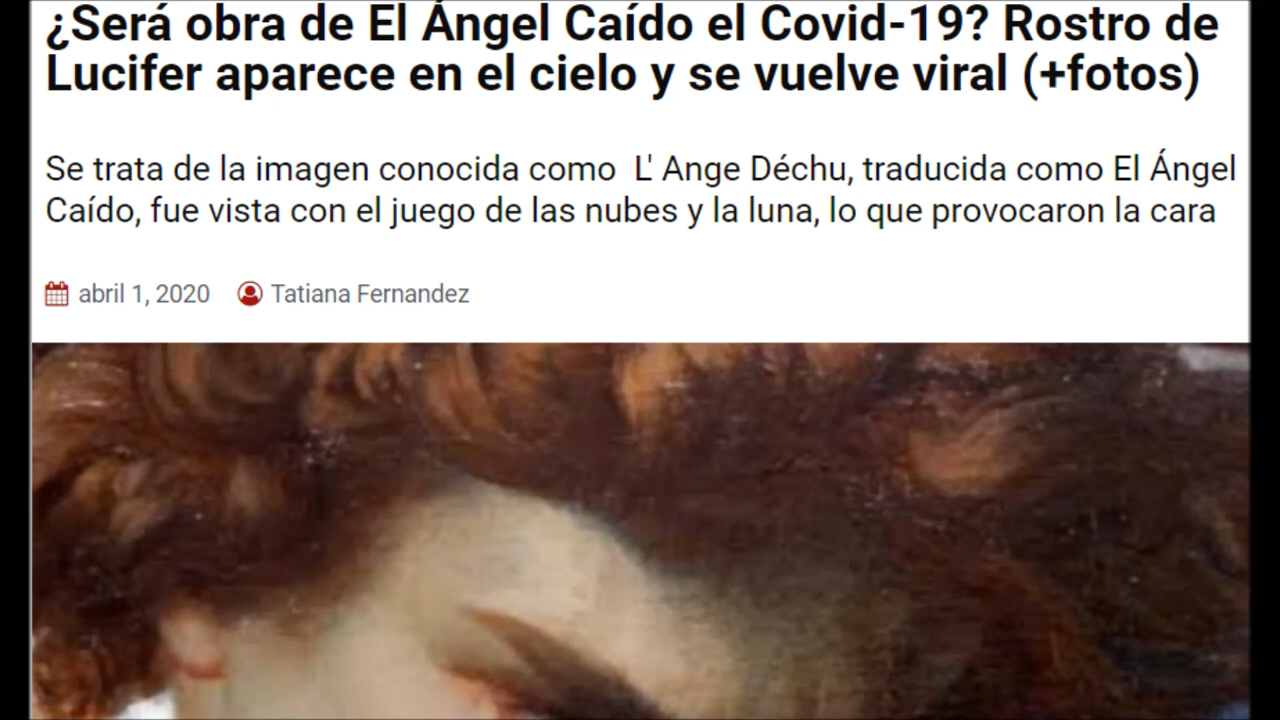 ¿Será obra de El Ángel Caído el Covid-19? Rostro de
Lucifer aparece en el cielo y se vuelve viral (+fotos)
Se trata de la imagen conocida como L' Ange Déchu, traducida como El Ángel
Caído, fue vista con el juego de las nubes y la luna, lo que provocaron la cara
abril 1, 2020 Tatiana Fernandez